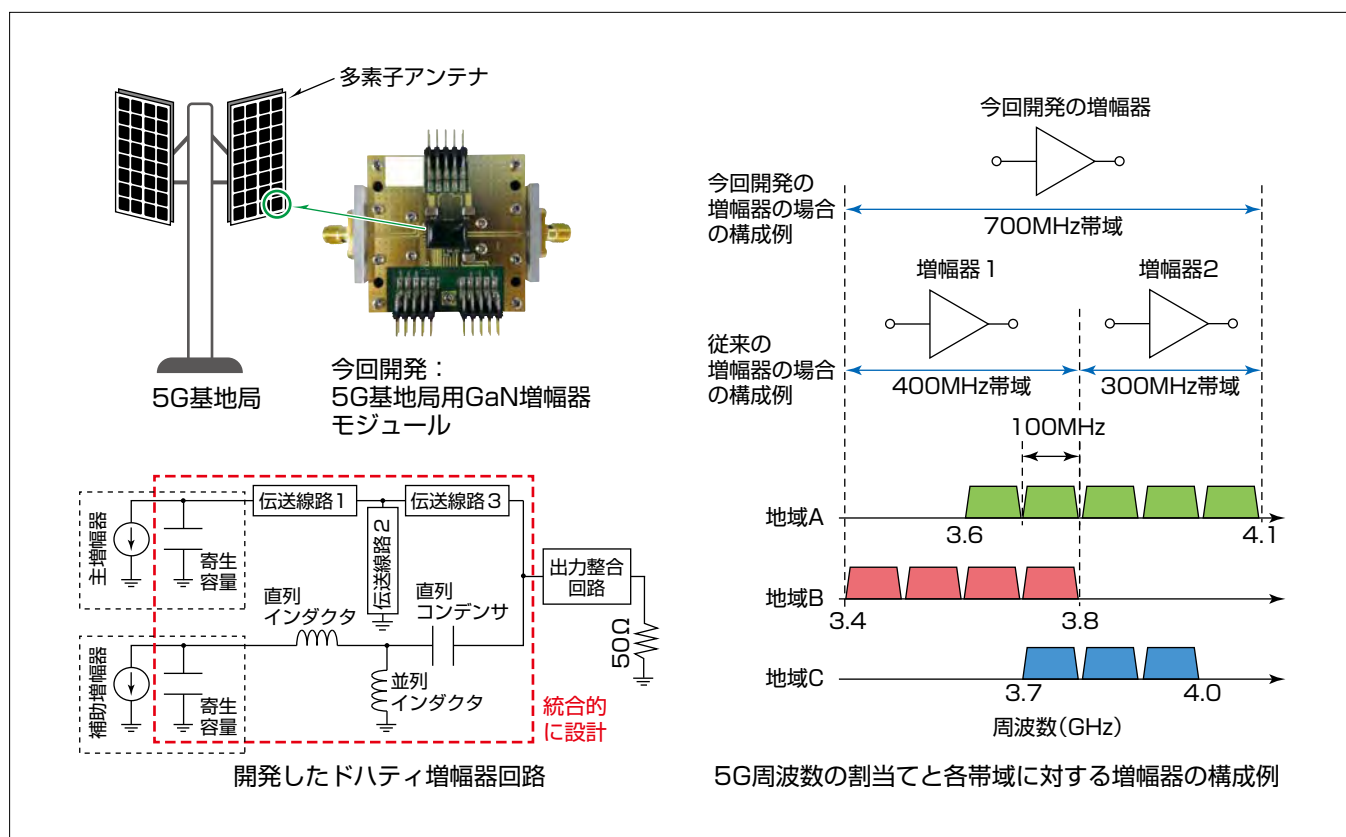 多素子アンテナ
5G基地局
今回開発：
5G基地局用GaN増幅器
モジュール
主増幅器
寄生
容量
伝送線路1
伝送線路2
伝送線路3
補助増幅器
寄生
容量
直列
インダクタ
直列
コンデンサ
並列
インダクタ
出力整合
回路
50Ω
統合的
に設計
開発したドハティ増幅器回路
今回開発の増幅器
今回開発の
増幅器の場合
の構成例
700MHz帯域
増幅器1
増幅器2
従来の
増幅器の場合
の構成例
400MHz帯域
300MHz帯域
100MHz
地域A
3.6
4.1
地域B
3.4
3.8
地域C
3.7
4.0
周波数(GHz)
5G周波数の割当てと各帯域に対する増幅器の構成例